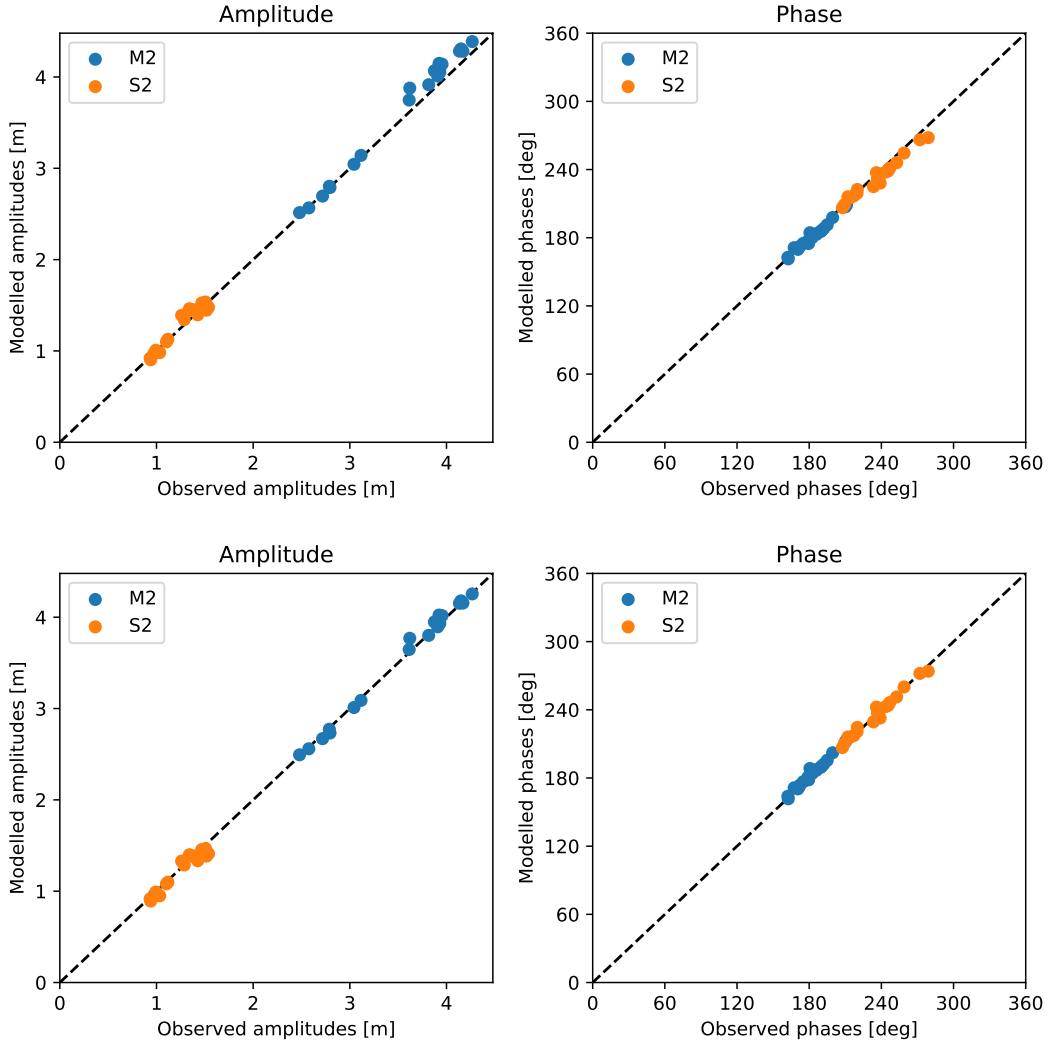 Amplitude
Modelled amplitudes [m]
4
3
2
1
0
M2
S2
0 1 2 3 4
Observed amplitudes [m]
Phase
Modelled phases [deg]
360
300
240
180
120
60
0
M2
S2
0 60 120 180 240 300 360
Observed phases [deg]
Amplitude
Modelled amplitudes [m]
4
3
2
1
0
M2
S2
0 1 2 3 4
Observed amplitudes [m]
Phase
Modelled phases [deg]
360
300
240
180
120
60
0
M2
S2
0 60 120 180 240 300 360
Observed phases [deg]